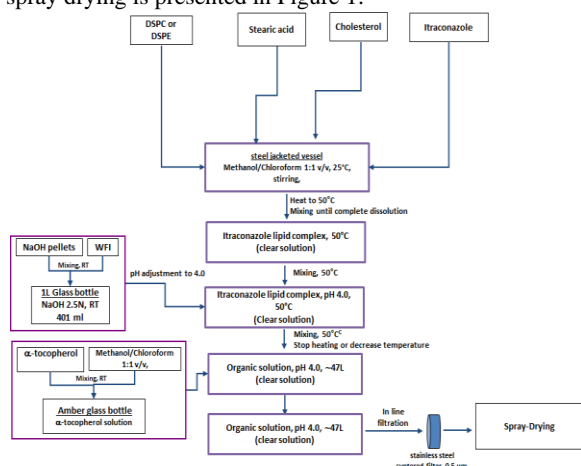 spray drying is presented in Figure 1.
DSPC or
DSPE
Stearic acid
Cholesterol
Itraconazole
steel jacketed vessel
Methanol/Chloroform 1:1 v/v, 25°C,
stirring,
Heat to 50°C
Mixing until complete dissolution
Itraconazole lipid complex, 50°C
(clear solution)
NaOH pellets
WFI
Mixing, RT
pH adjustment to 4.0
Mixing, 50°C
1L Glass bottle
NaOH 2.5N, RT
401 ml
Itraconazole lipid complex, pH 4.0,
50°C
(Clear solution)
Mixing, 50°C
Stop heating or decrease temperature
α-tocopherol
Methanol/Chloroform
1:1 v/v,
Mixing, RT
Amber glass bottle
α-tocopherol solution
Organic solution, pH 4.0, ~47L
(clear solution)
Organic solution, pH 4.0, ~47L
(clear solution)
In line
filtration
Spray-Drying
stainless steel
syntered filter, 0.5 µm